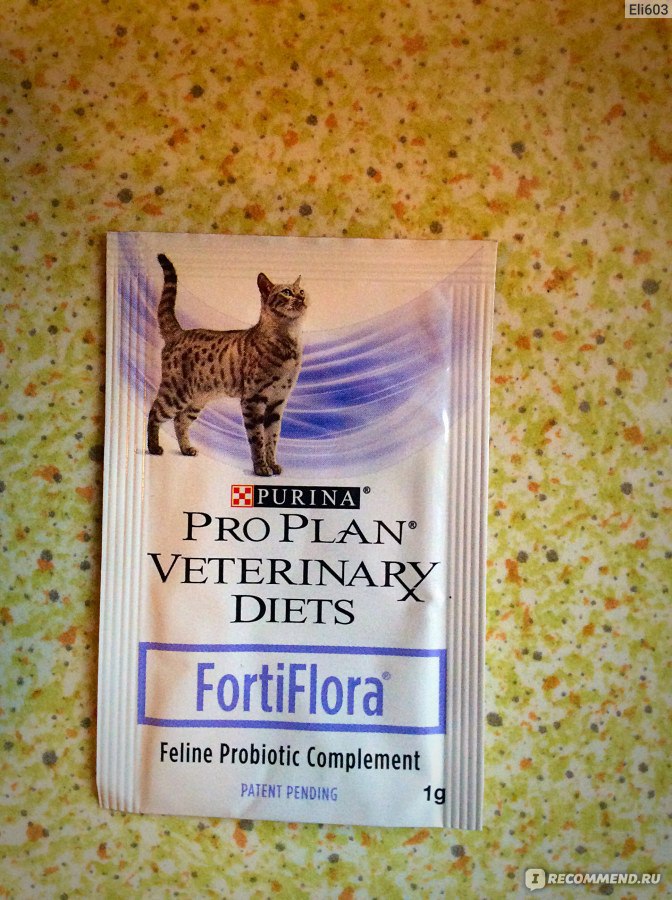 Eli603
PURINA®
PRO PLAN®
VETERINARY
DIETS
FortiFlora®
Feline Probiotic Complement
PATENT PENDING
1g
I RECOMMEND.RU